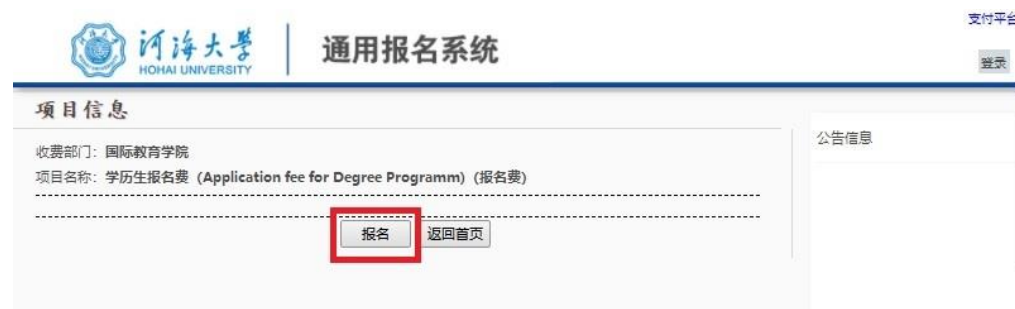 支付平台
河海大学
HOHAI UNIVERSITY
通用报名系统
登录
项目信息
收费部门：国际教育学院
项目名称：学历生报名费 (Application fee for Degree Programm) (报名费)
报名 返回首页
公告信息